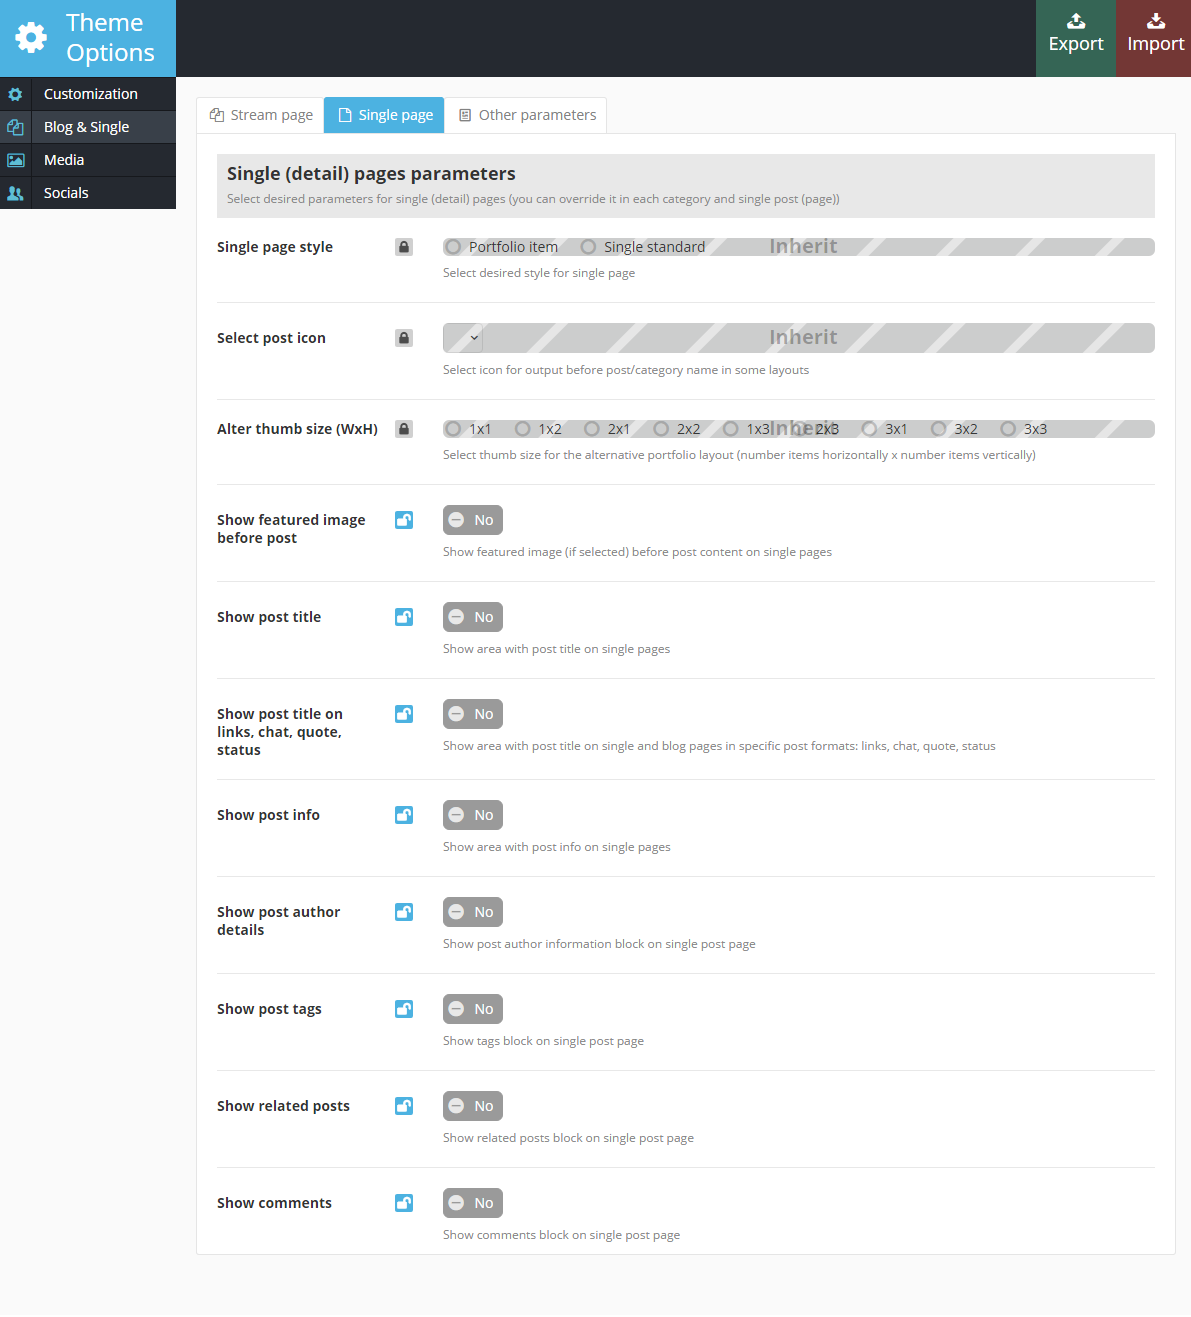 Theme
Options
Export
Import
Customization
Blog & Single
Media
Socials
Stream page
Single page
Other parameters
Single (detail) pages parameters
Select desired parameters for single (detail) pages (you can override it in each category and single post (page))
Single page style
Portfolio item
Single standard
Inherit
Select desired style for single page
Select post icon
Inherit
Select icon for output before post/category name in some layouts
Alter thumb size (WxH)
1x1 1x2 2x1 2x2 1x3 2x3 3x1 3x2 3x3
Inherit
Select thumb size for the alternative portfolio layout (number items horizontally x number items vertically)
Show featured image
before post
No
Show featured image (if selected) before post content on single pages
Show post title
No
Show area with post title on single pages
Show post title on
links, chat, quote,
status
No
Show area with post title on single and blog pages in specific post formats: links, chat, quote, status
Show post info
No
Show area with post info on single pages
Show post author
details
No
Show post author information block on single post page
Show post tags
No
Show tags block on single post page
Show related posts
No
Show related posts block on single post page
Show comments
No
Show comments block on single post page